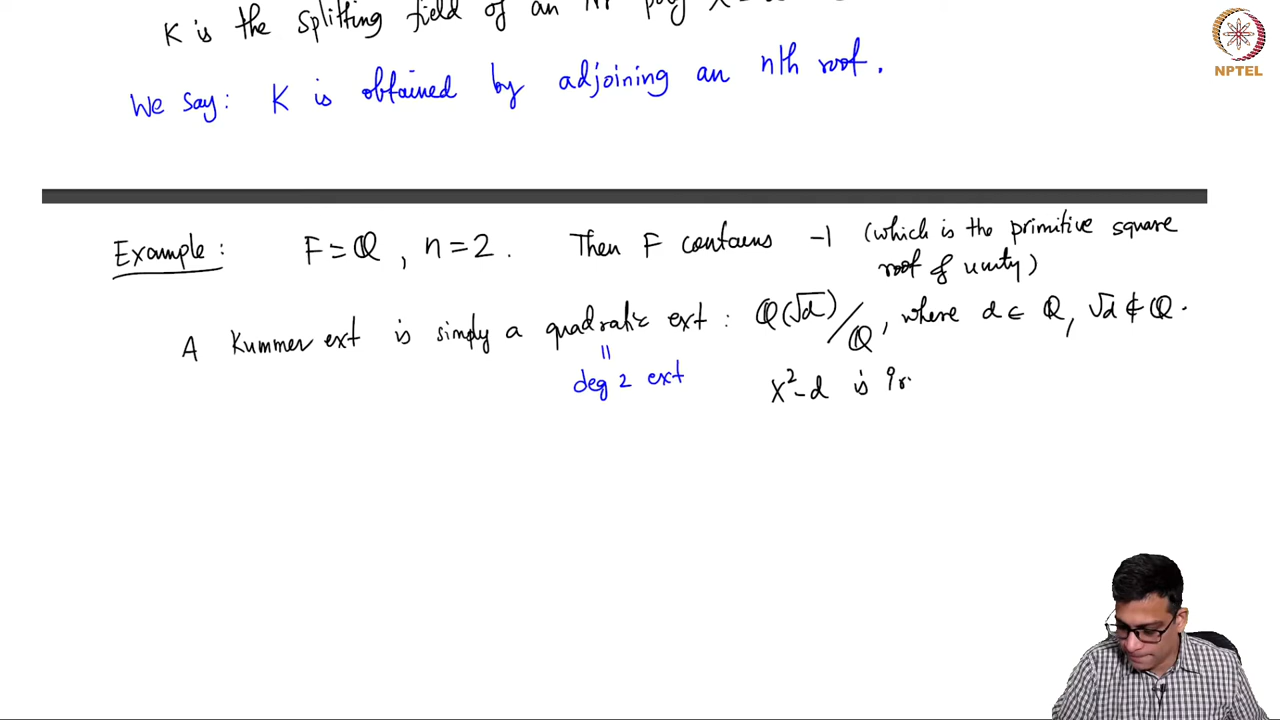 K is the splitting field of an
We say: K is obtained by adjoining an nth root.
NPTEL
Example: F = ℚ, n = 2. Then F contains -1 (which is the primitive square
root of unity)
A Kummer ext is simply a quadratic ext: ℚ(√d)/ℚ, where d ∈ ℚ, √d ∉ ℚ.
||
deg 2 ext X²-d is ir